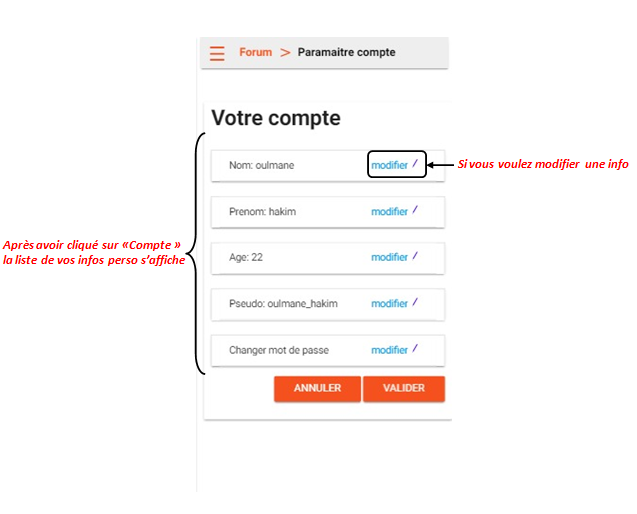 Forum > Paramaitre compte
Votre compte
Nom: oulmane modifier
Si vous voulez modifier une info
Prenom: hakim modifier
Après avoir cliqué sur «Compte »
la liste de vos infos perso s’affiche
Age: 22 modifier
Pseudo: oulmane_hakim modifier
Changer mot de passe modifier
ANNULER VALIDER